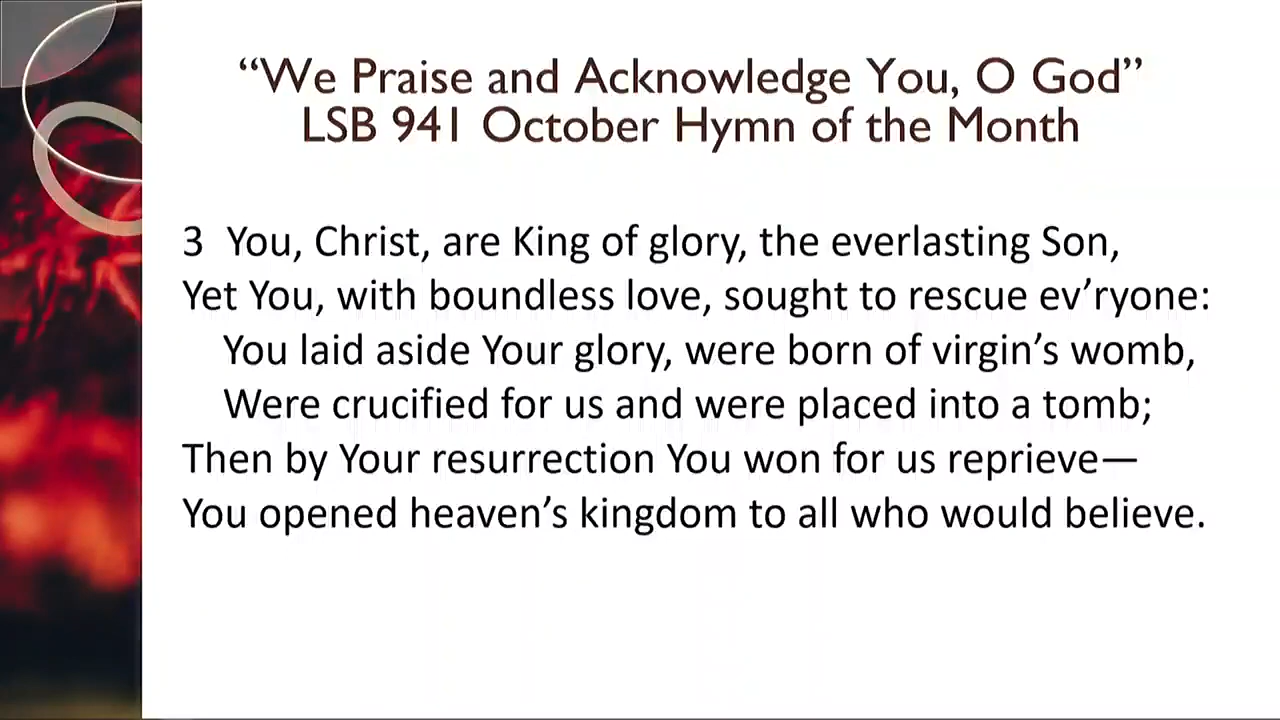 “We Praise and Acknowledge You, O God”
LSB 941 October Hymn of the Month
3 You, Christ, are King of glory, the everlasting Son,
Yet You, with boundless love, sought to rescue ev’ryone:
You laid aside Your glory, were born of virgin’s womb,
Were crucified for us and were placed into a tomb;
Then by Your resurrection You won for us reprieve—
You opened heaven’s kingdom to all who would believe.